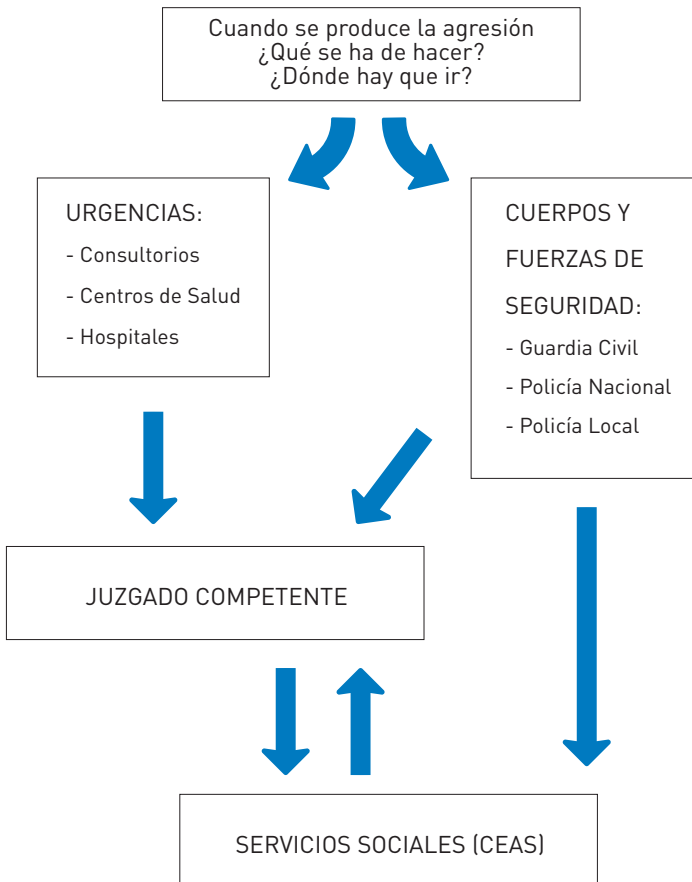 Cuando se produce la agresión
¿Qué se ha de hacer?
¿Dónde hay que ir?
URGENCIAS:
- Consultorios
- Centros de Salud
- Hospitales
CUERPOS Y
FUERZAS DE
SEGURIDAD:
- Guardia Civil
- Policía Nacional
- Policía Local
JUZGADO COMPETENTE
SERVICIOS SOCIALES (CEAS)